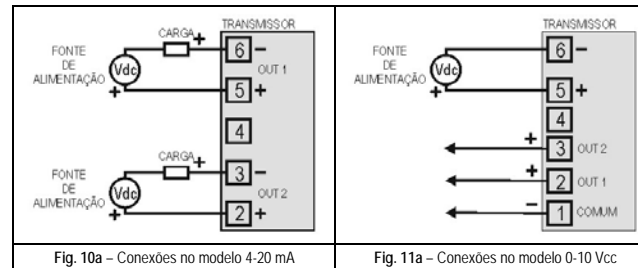 TRANSMISSOR
CARGA +
6 -
FONTE
DE
ALIMENTAÇÃO
Vdc
+
OUT 1
5 +
4
CARGA +
3 -
FONTE
DE
ALIMENTAÇÃO
Vdc
+
OUT 2
2 +
Fig. 10a – Conexões no modelo 4-20 mA
TRANSMISSOR
6 -
FONTE
DE
ALIMENTAÇÃO
Vdc
+
5 +
4
+ 3 OUT 2
+ 2 OUT 1
- 1 COMUM
Fig. 11a – Conexões no modelo 0-10 Vcc